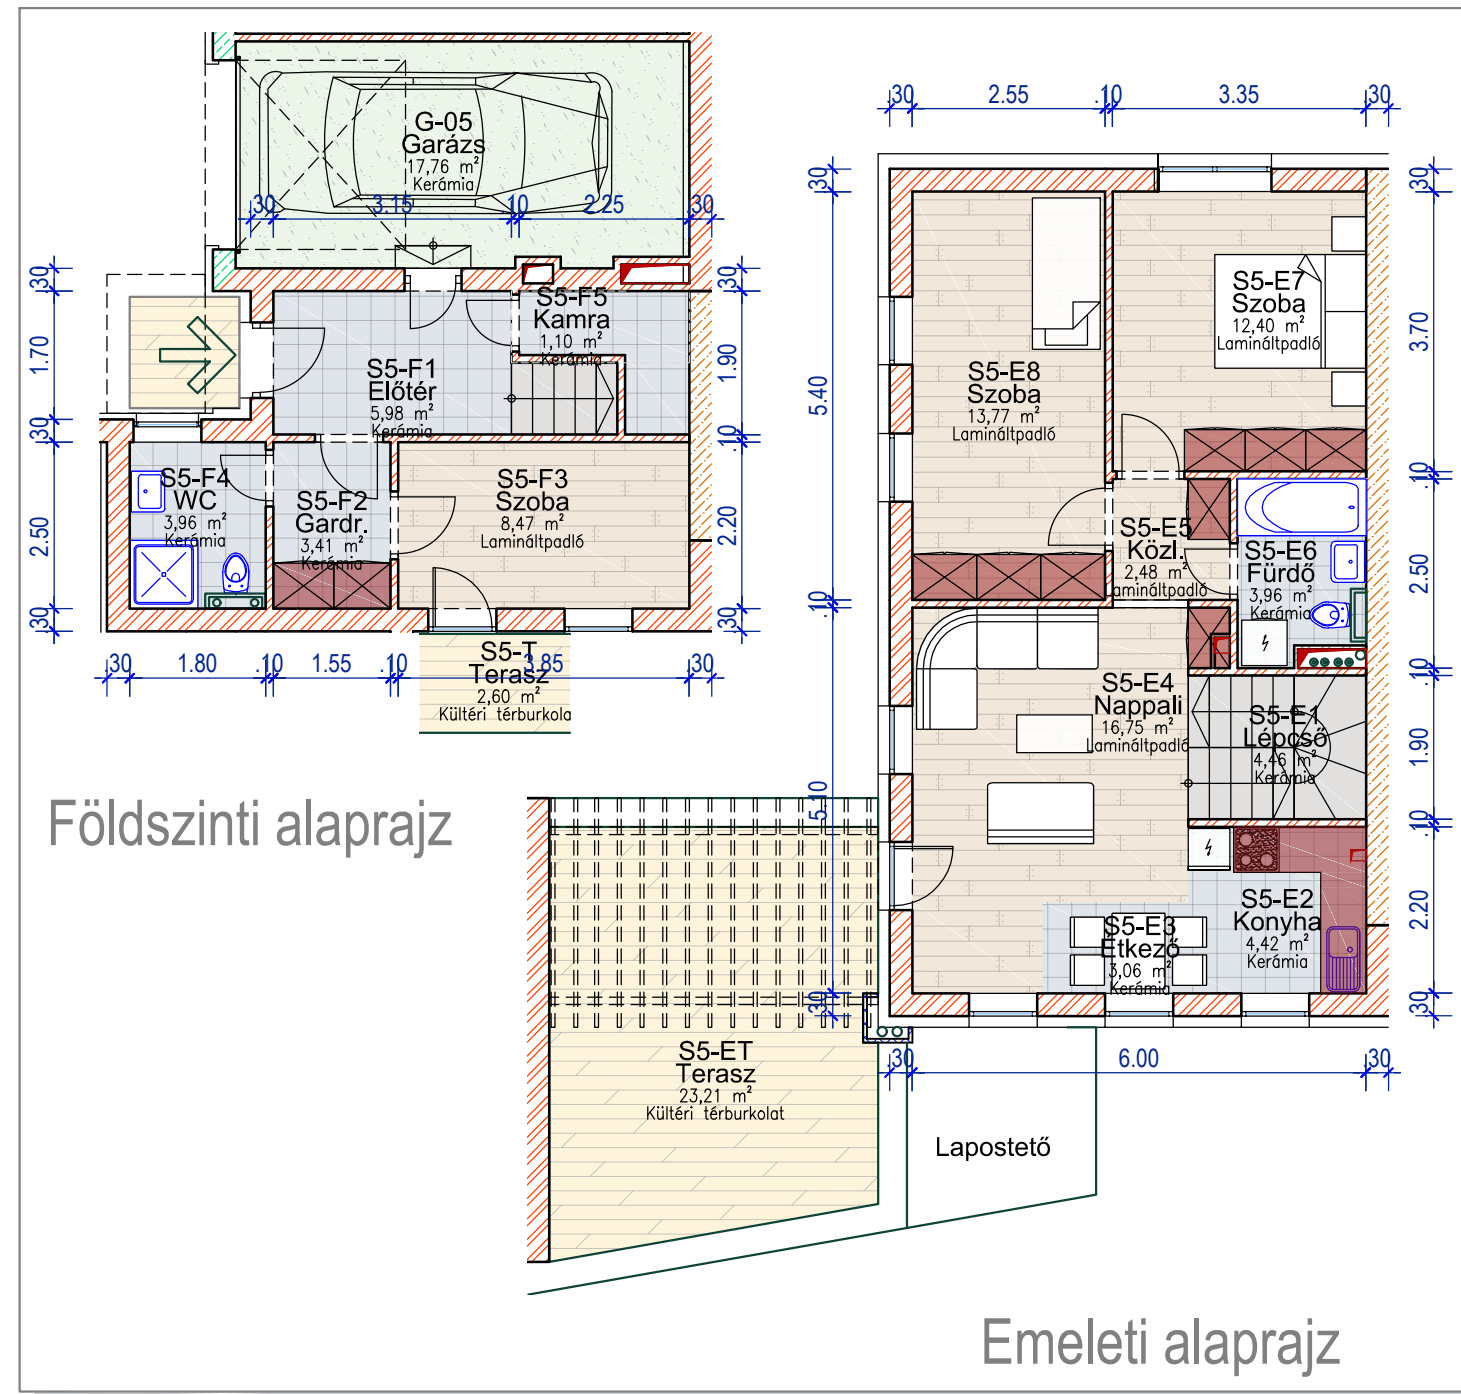 G-05
Garázs
17,76 m²
Kerámia
.30 3.15 .10 2.25 .30
.30
1.70
.30
2.50
.30
S5-F5
Kamra
1,10 m²
Kerámia
S5-F1
Előtér
5,98 m²
Kerámia
.30
1.90
.10
2.20
.30
S5-F4
WC
3,96 m²
Kerámia
S5-F2
Gardr.
3,41 m²
Kerámia
S5-F3
Szoba
8,47 m²
Lamináltpadló
.30 1.80 .10 1.55 .10 3.85 .30
S5-T
Terasz
2,60 m²
Kültéri térburkola
Földszinti alaprajz
.30 2.55 .10 3.35 .30
.30
5.40
.10
5.10
.30
S5-E7
Szoba
12,40 m²
Lamináltpadló
S5-E8
Szoba
13,77 m²
Lamináltpadló
.30
3.70
.10
2.50
.10
1.90
.10
2.20
.30
S5-E5
Közl.
2,48 m²
amináltpadló
S5-E6
Fürdő
3,96 m²
Kerámia
S5-E4
Nappali
16,75 m²
Lamináltpadló
S5-E1
Lépcső
4,46 m²
Kerámia
S5-E2
Konyha
4,42 m²
Kerámia
S5-E3
Étkező
3,06 m²
Kerámia
.30 6.00 .30
S5-ET
Terasz
23,21 m²
Kültéri térburkolat
Lapostető
Emeleti alaprajz